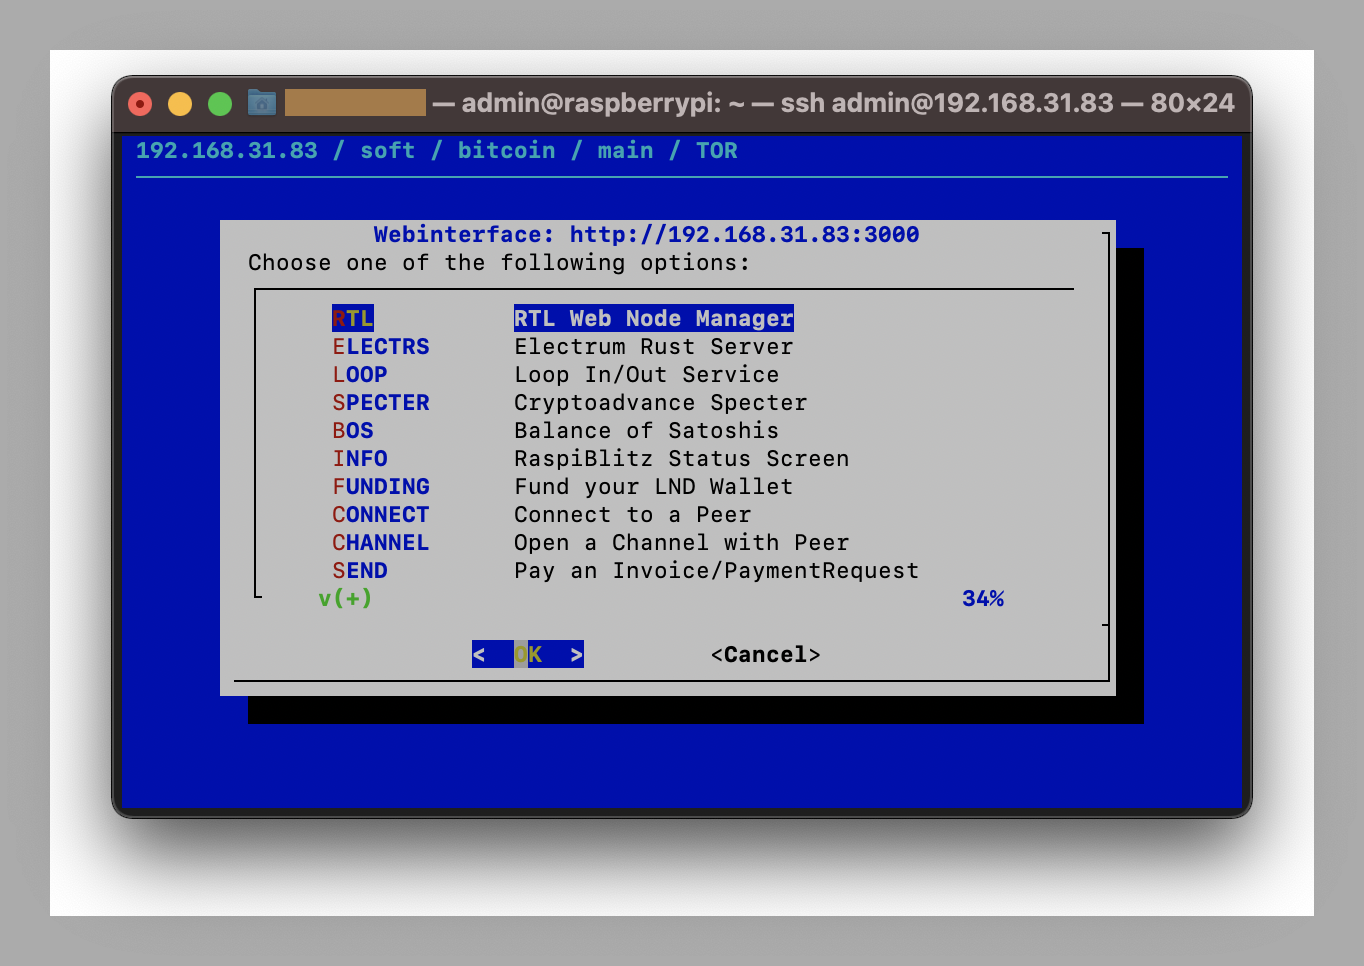 — admin@raspberrypi: ~ — ssh admin@192.168.31.83 — 80×24
192.168.31.83 / soft / bitcoin / main / TOR
Webinterface: http://192.168.31.83:3000
Choose one of the following options:
RTL RTL Web Node Manager
ELECTRS Electrum Rust Server
LOOP Loop In/Out Service
SPECTER Cryptoadvance Specter
BOS Balance of Satoshis
INFO RaspiBlitz Status Screen
FUNDING Fund your LND Wallet
CONNECT Connect to a Peer
CHANNEL Open a Channel with Peer
SEND Pay an Invoice/PaymentRequest
v(+) 34%
< OK > <Cancel>